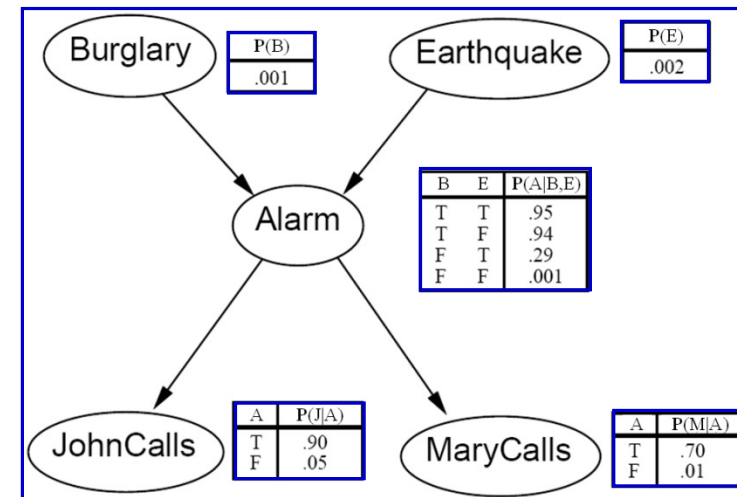 Burglary
P(B)
.001
Earthquake
P(E)
.002
Alarm
B E P(A|B,E)
T T .95
T F .94
F T .29
F F .001
JohnCalls
A P(J|A)
T .90
F .05
MaryCalls
A P(M|A)
T .70
F .01